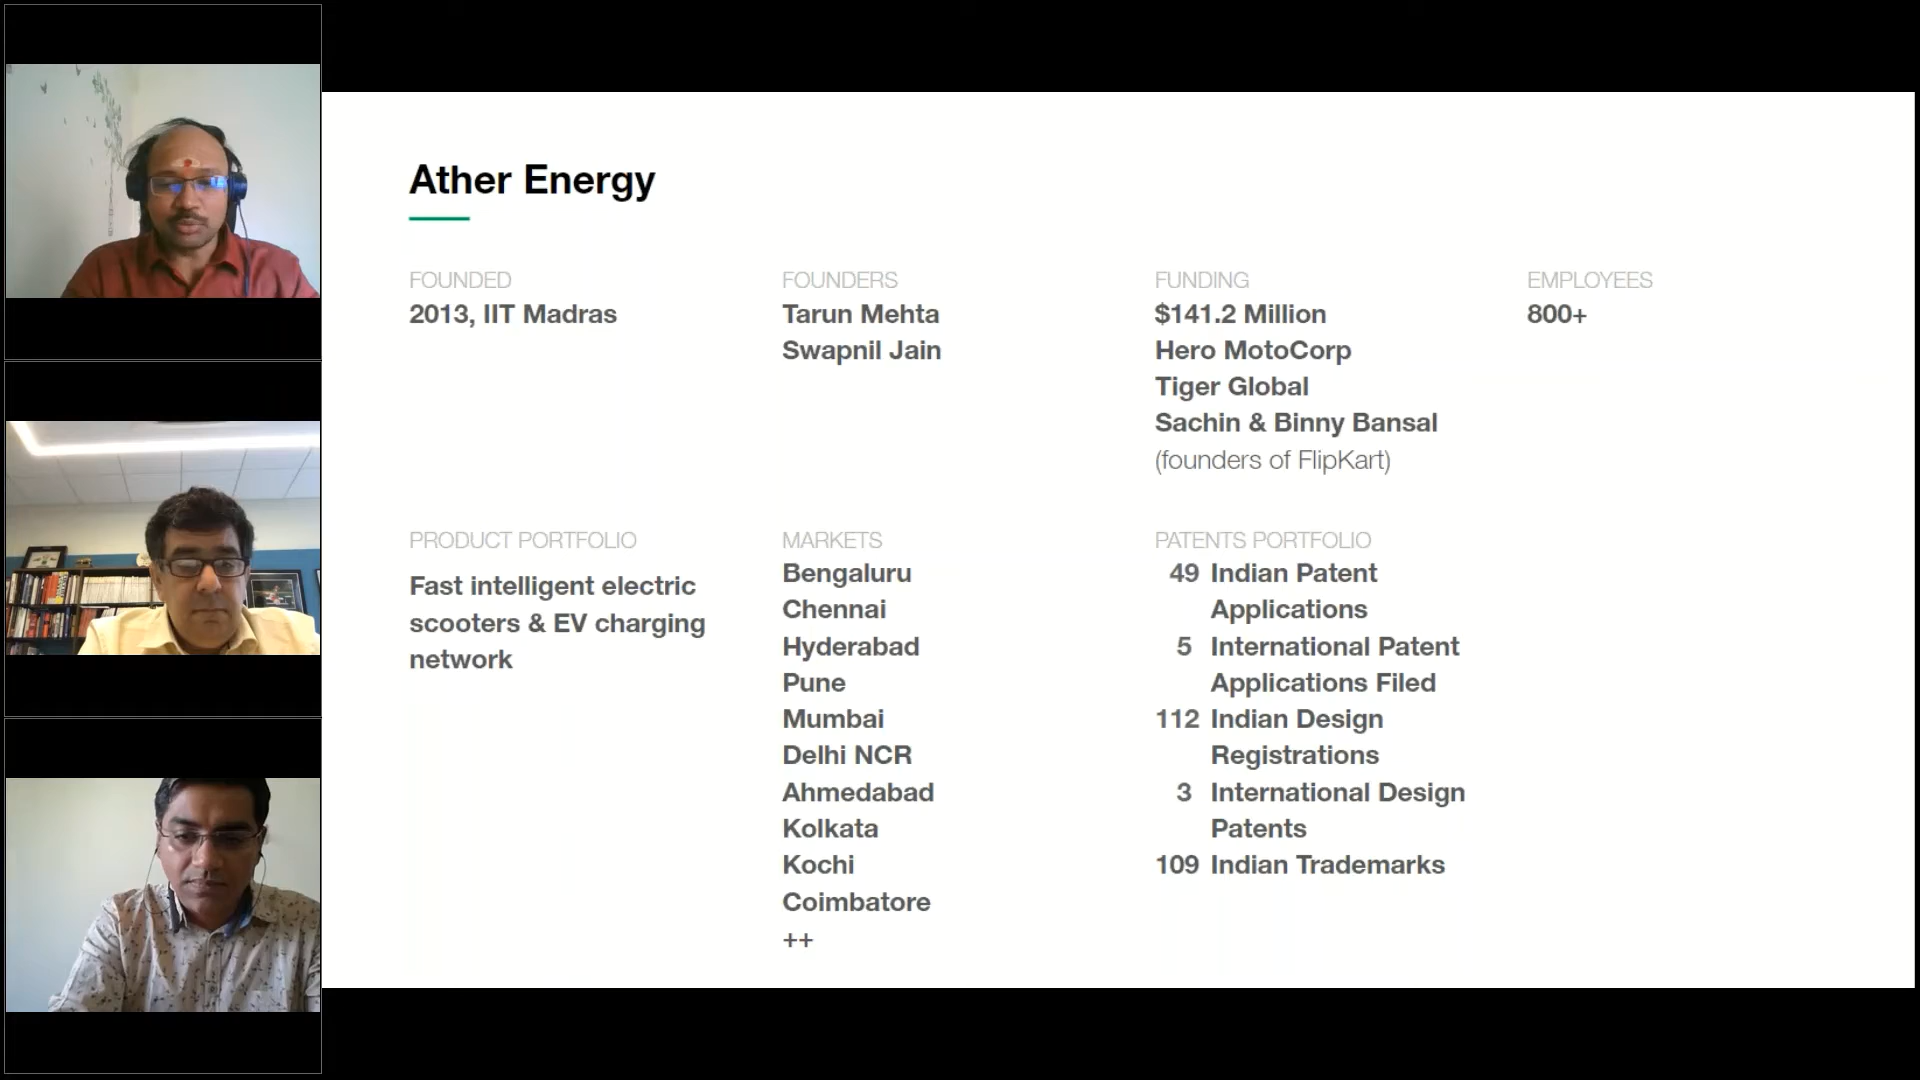 Ather Energy
FOUNDED
2013, IIT Madras
FOUNDERS
Tarun Mehta
Swapnil Jain
FUNDING
$141.2 Million
Hero MotoCorp
Tiger Global
Sachin & Binny Bansal
(founders of FlipKart)
EMPLOYEES
800+
PRODUCT PORTFOLIO
Fast intelligent electric
scooters & EV charging
network
MARKETS
Bengaluru
Chennai
Hyderabad
Pune
Mumbai
Delhi NCR
Ahmedabad
Kolkata
Kochi
Coimbatore
++
PATENTS PORTFOLIO
49 Indian Patent
Applications
5 International Patent
Applications Filed
112 Indian Design
Registrations
3 International Design
Patents
109 Indian Trademarks